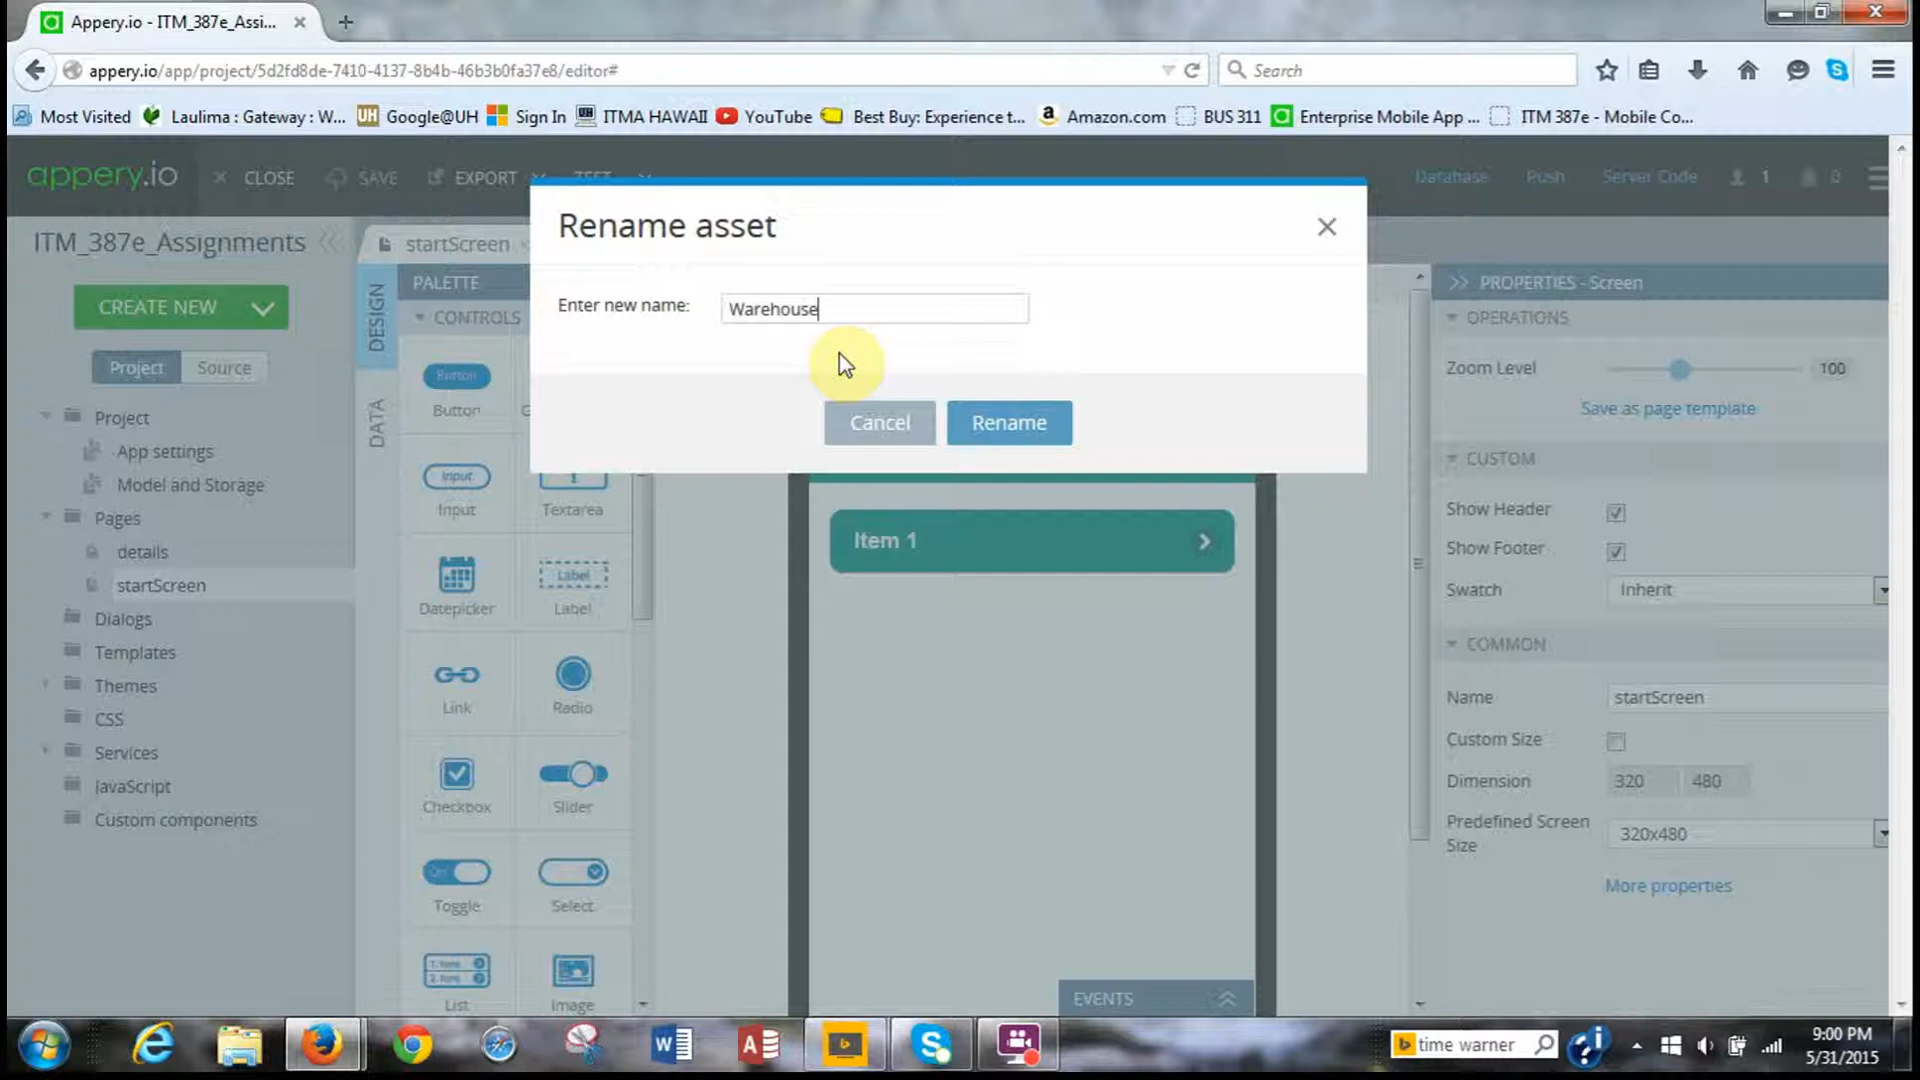 Appery.io - ITM_387e_Assi...
appery.io/app/project/5d2fd8de-7410-4137-8b4b-46b3b0fa37e8/editor#
Search
Most Visited
Laulima : Gateway : W...
UH
Google@UH
Sign In
ITMA HAWAII
YouTube
Best Buy: Experience t...
Amazon.com
BUS 311
Enterprise Mobile App ...
ITM 387e - Mobile Co...
appery.io
CLOSE
SAVE
EXPORT
TEST
Database
Push
Server Code
1
0
Rename asset
Enter new name:
Warehouse
Cancel
Rename
ITM_387e_Assignments
CREATE NEW
Project
Source
Project
App settings
Model and Storage
Pages
details
startScreen
Dialogs
Templates
Themes
CSS
Services
JavaScript
Custom components
startScreen
DESIGN
DATA
PALETTE
CONTROLS
Button
Button
Input
Input
Textarea
Datepicker
Label
Label
Link
Radio
Checkbox
Slider
Toggle
Select
List
Image
Item 1
EVENTS
PROPERTIES - Screen
OPERATIONS
Zoom Level
100
Save as page template
CUSTOM
Show Header
Show Footer
Swatch
Inherit
COMMON
Name
startScreen
Custom Size
Dimension
320
480
Predefined Screen
Size
320x480
More properties
time warner
9:00 PM
5/31/2015